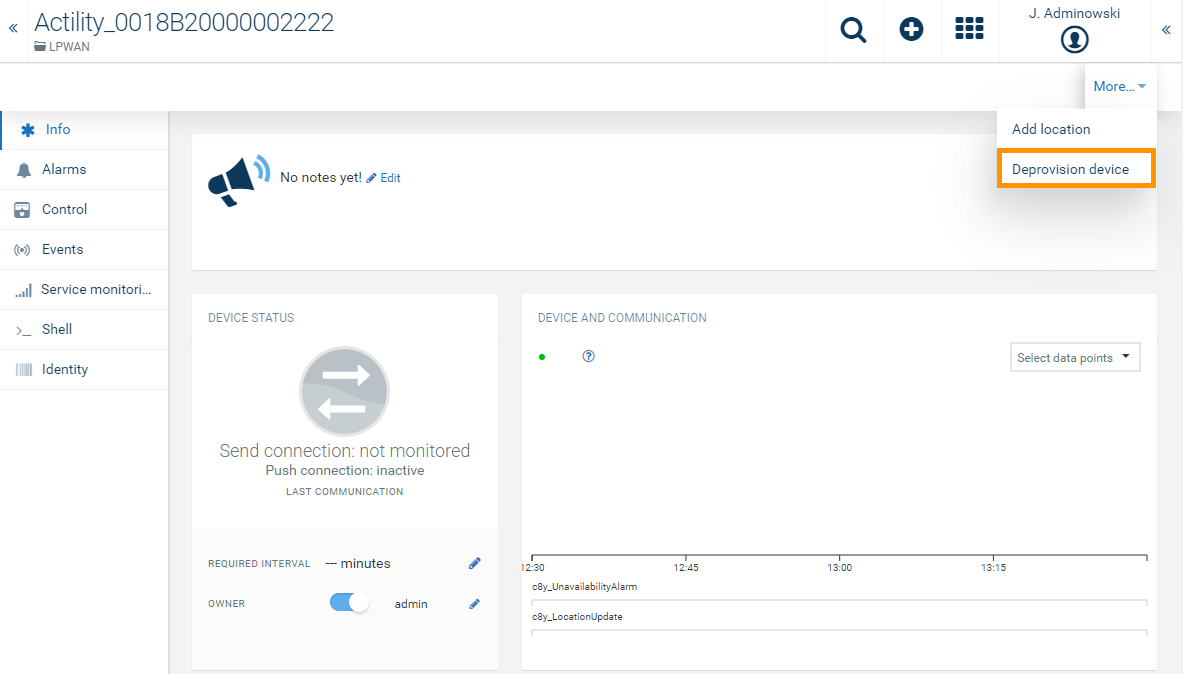 Actility_0018B20000002222
LPWAN
J. Adminowski
More...
Add location
Deprovision device
Info
Alarms
Control
Events
Service monitori...
Shell
Identity
No notes yet! Edit
DEVICE STATUS
Send connection: not monitored
Push connection: inactive
LAST COMMUNICATION
REQUIRED INTERVAL --- minutes
OWNER admin
DEVICE AND COMMUNICATION
Select data points
12:30 12:45 13:00 13:15
c8y_UnavailabilityAlarm
c8y_LocationUpdate